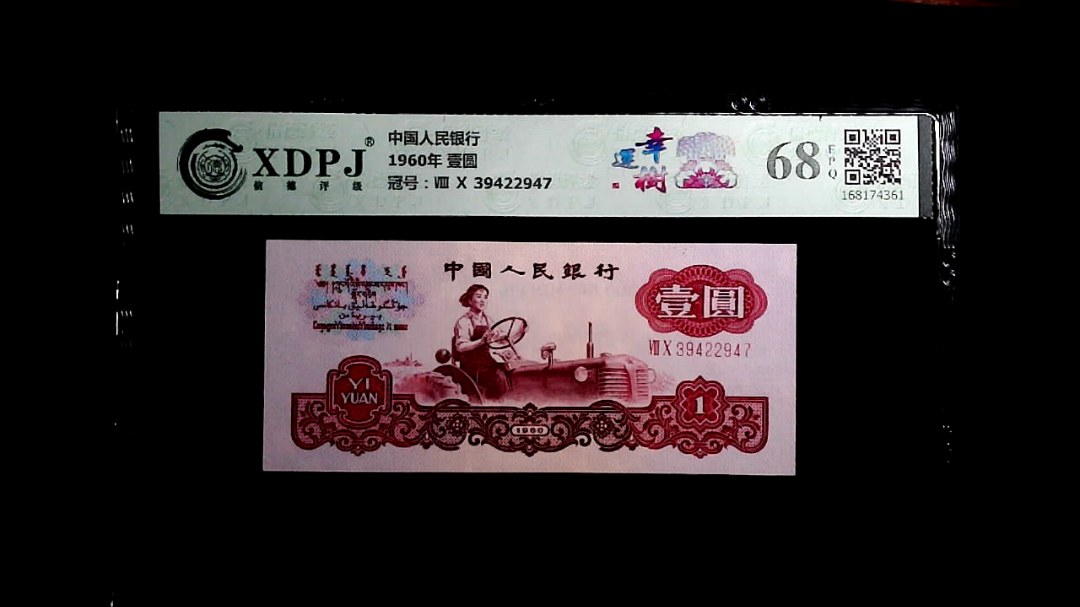 XDPJ®
信德评级
中国人民银行
1960年 壹圆
冠号：Ⅷ X 39422947
幸運樹
68
EPQ
168174361
中國人民銀行
壹圓
Ⅷ X 39422947
YI
YUAN
1960
1